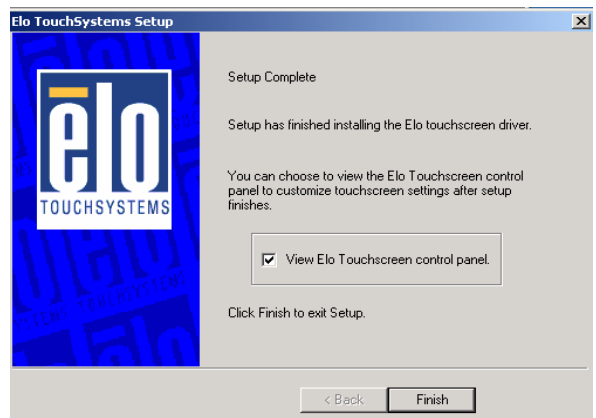 Elo TouchSystems Setup
elo
TOUCHSYSTEMS
Setup Complete
Setup has finished installing the Elo touchscreen driver.
You can choose to view the Elo Touchscreen control
panel to customize touchscreen settings after setup
finishes.
View Elo Touchscreen control panel.
Click Finish to exit Setup.
< Back
Finish